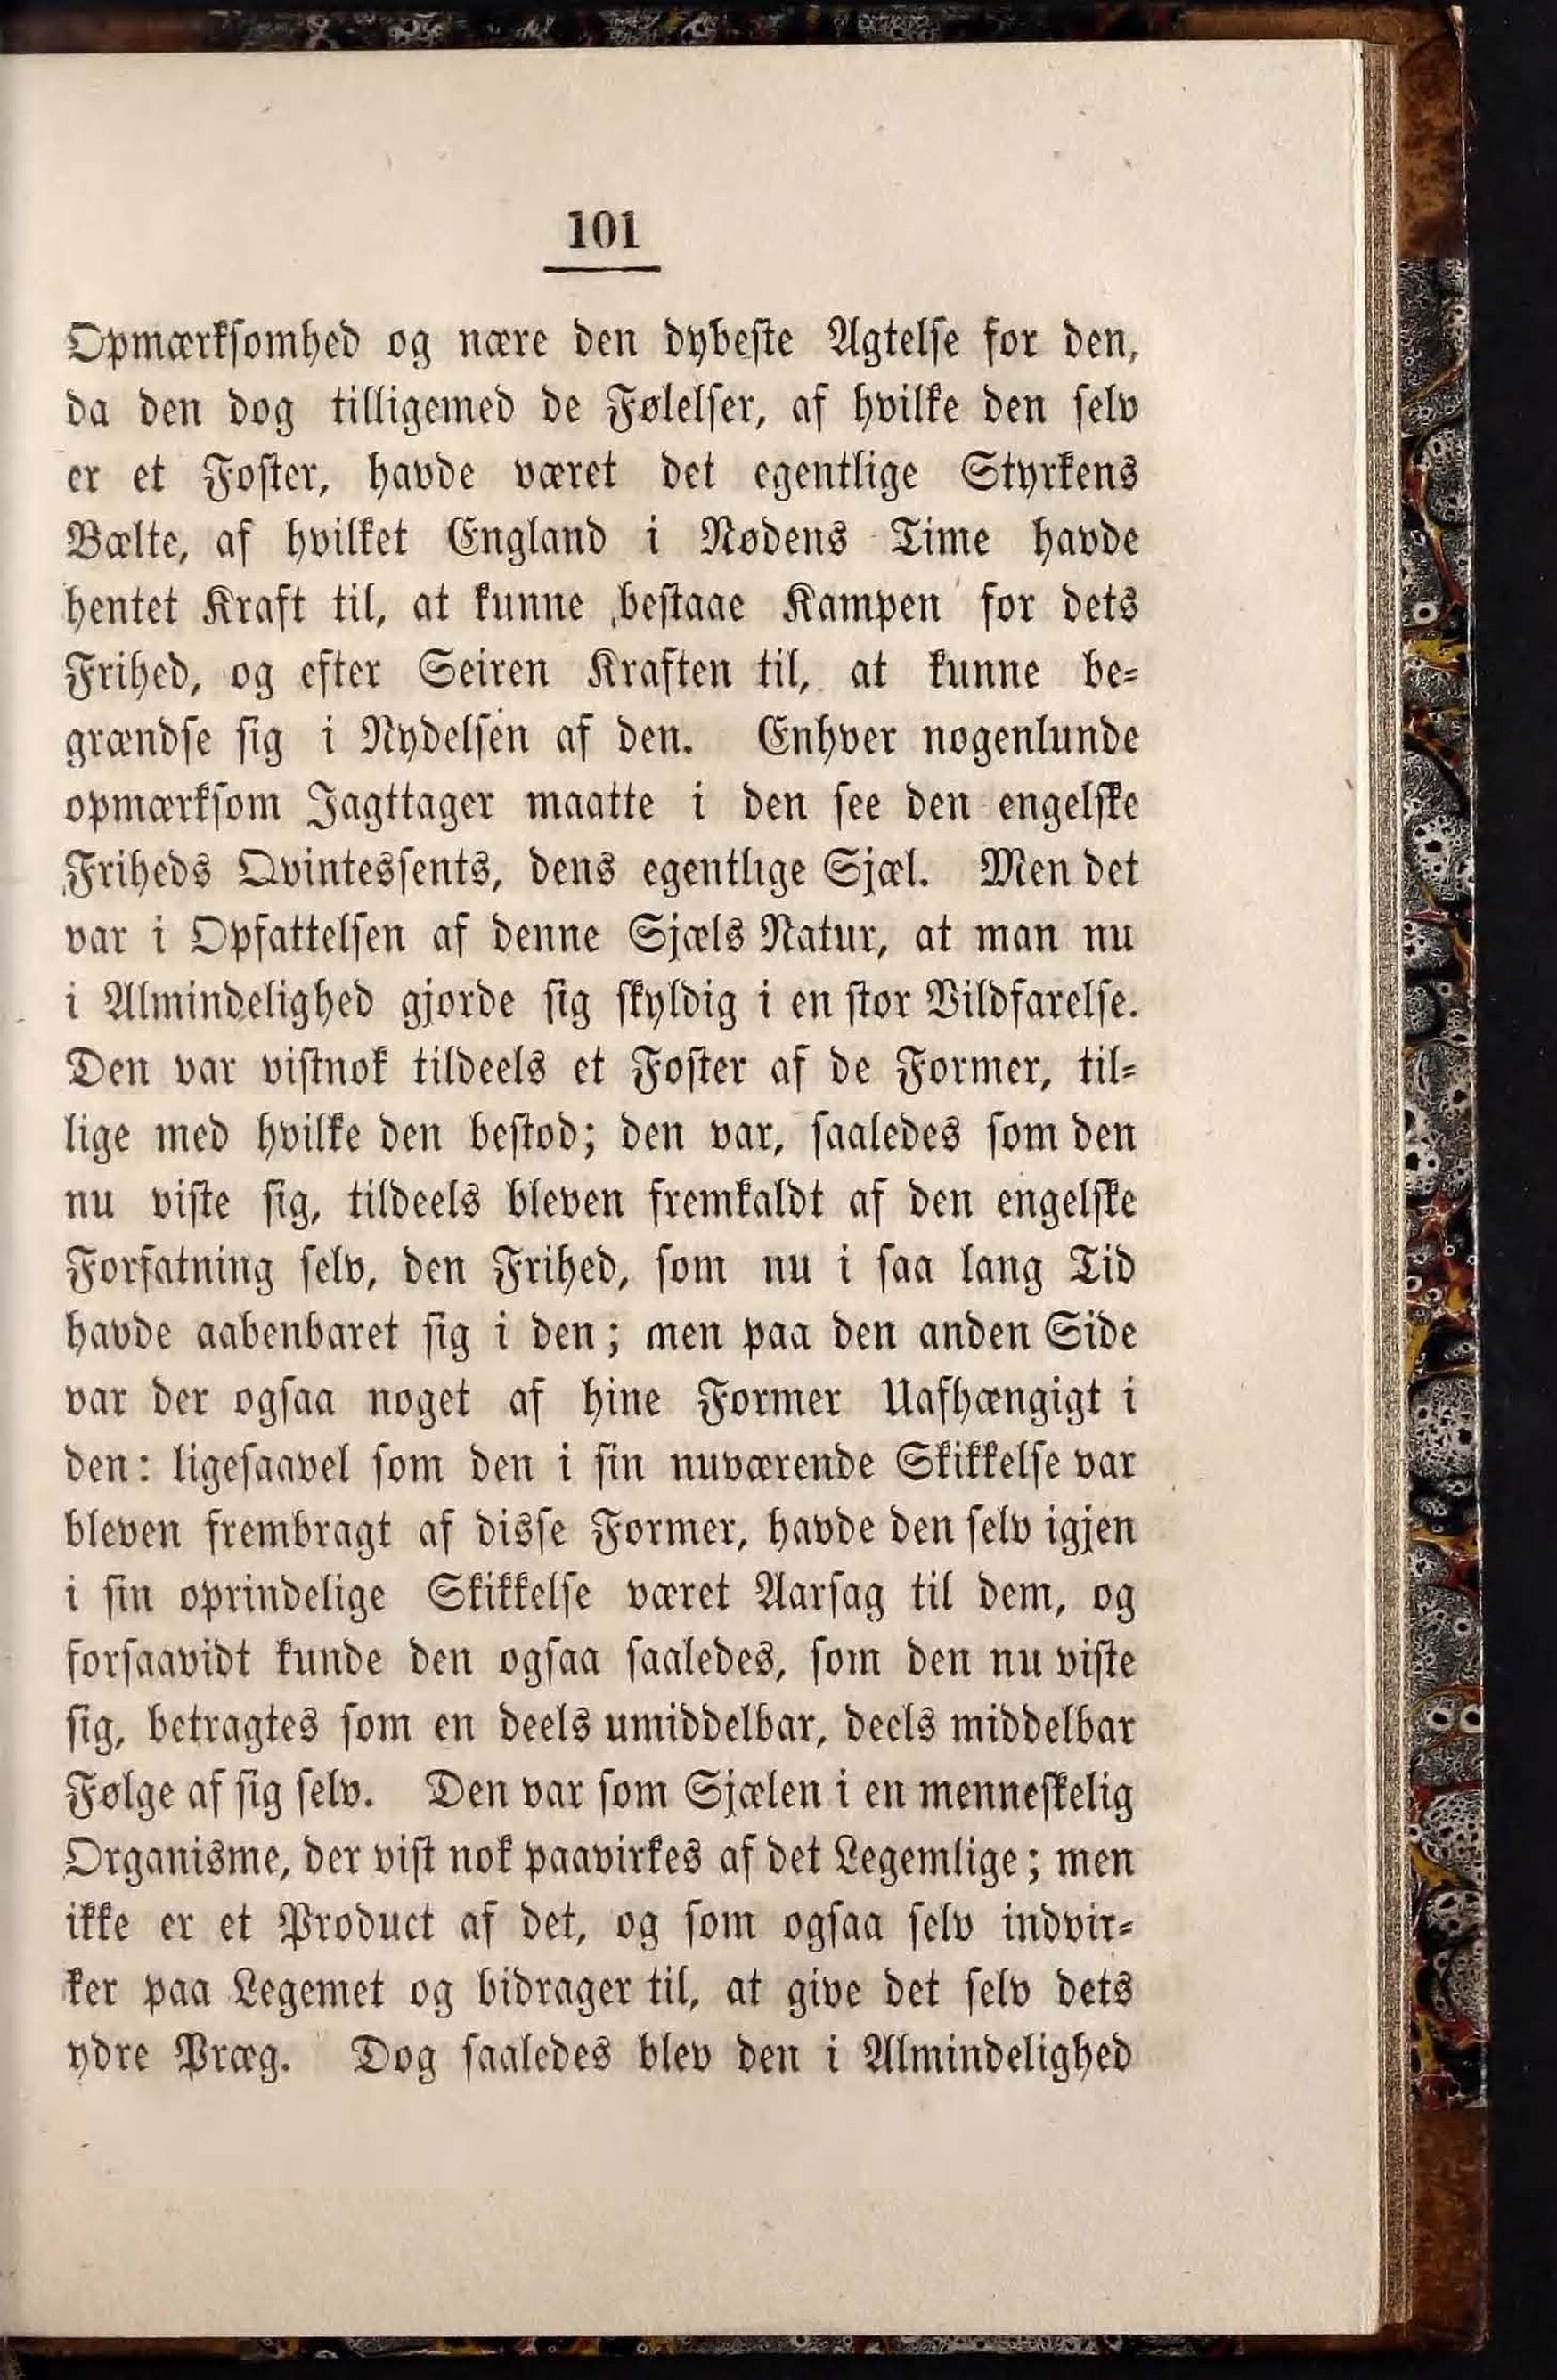 101
Opmærksomhed og nære den dybeste Agtelse for den,
da den dog tilligemed de Følelser, af hvilke den selv
er et Foster, havde været det egentlige Styrkens
Bælte, af hvilket England i Nødens Time havde
hentet Kraft til, at kunne bestaae Kampen for dets
Frihed, og efter Seiren Kraften til, at kunne be-
grændse sig i Nydelsen af den. Enhver nogenlunde
opmærksom Jagttager maatte i den see den engelske
Friheds Qvintessents, dens egentlige Sjæl. Men det
var i Opfattelsen af denne Sjæls Natur, at man nu
i Almindelighed gjorde sig skyldig i en stor Vildfarelse.
Den var vistnok tildeels et Foster af de Former, til-
lige med hvilke den bestod; den var, saaledes som den
nu viste sig, tildeels bleven fremkaldt af den engelske
Forfatning selv, den Frihed, som nu i saa lang Tid
havde aabenbaret sig i den; men paa den anden Side
var der ogsaa noget af hine Former Uafhængigt i
den: ligesaavel som den i sin nuværende Skikkelse var
bleven frembragt af disse Former, havde den selv igjen
i sin oprindelige Skikkelse været Aarsag til dem, og
forsaavidt kunde den ogsaa saaledes, som den nu viste
sig, betragtes som en deels umiddelbar, deels middelbar
Følge af sig selv. Den var som Sjælen i en menneskelig
Organisme, der vist nok paavirkes af det Legemlige; men
ikke er et Product af det, og som ogsaa selv indvir-
ker paa Legemet og bidrager til, at give det selv dets
ydre Præg. Dog saaledes blev den i Almindelighed